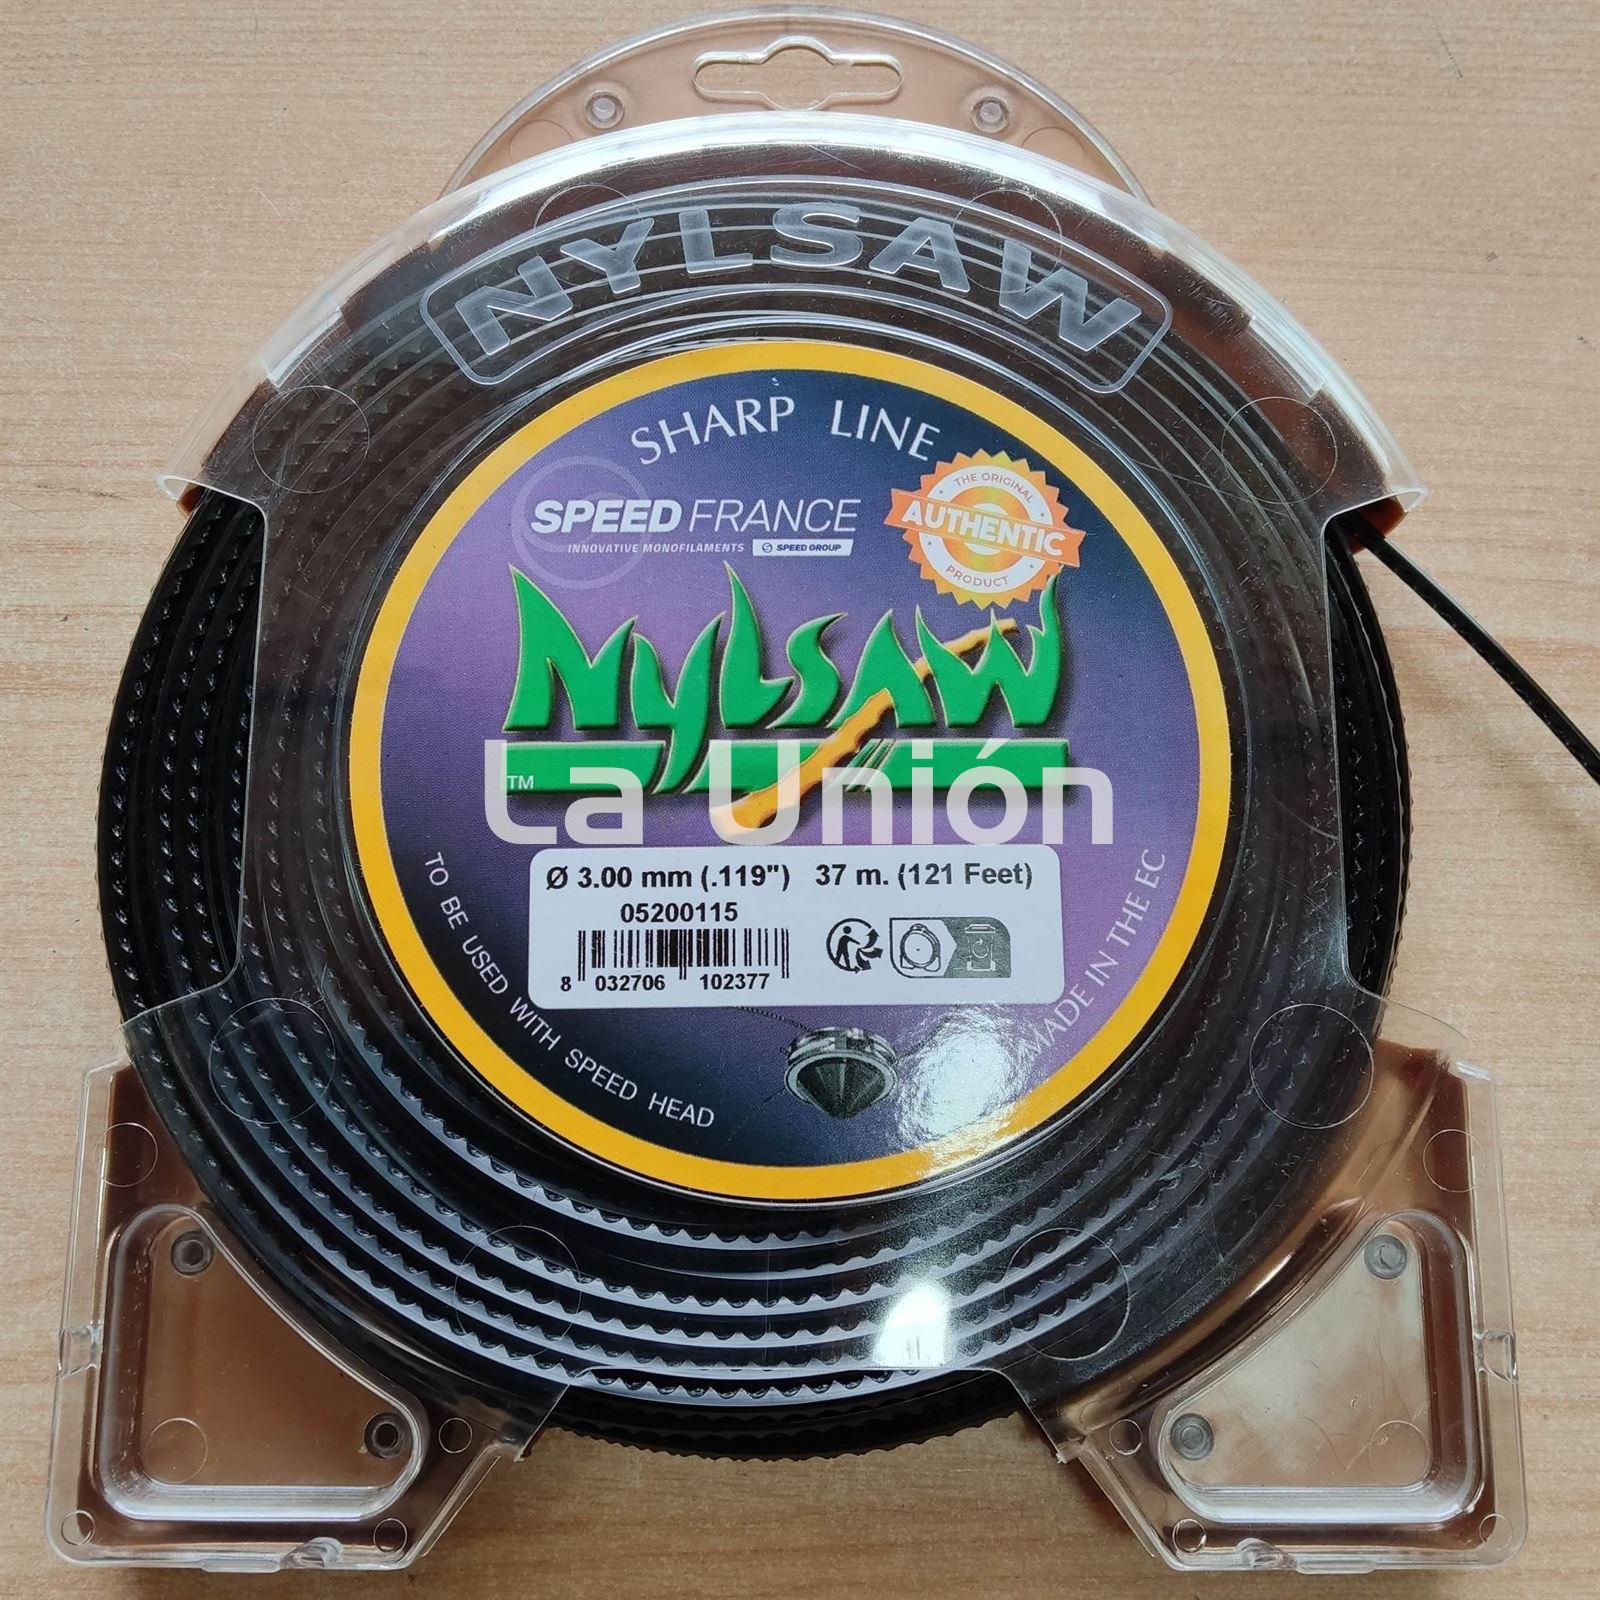 NYLSAW
SHARP LINE
SPEED FRANCE
INNOVATIVE MONOFILAMENTS SPEED GROUP
THE ORIGINAL
AUTHENTIC
PRODUCT
NYLSAW
TM
La Unión
Ø 3.00 mm (.119") 37 m. (121 Feet)
05200115
8 032706 102377
TO BE USED WITH SPEED HEAD
MADE IN THE EC